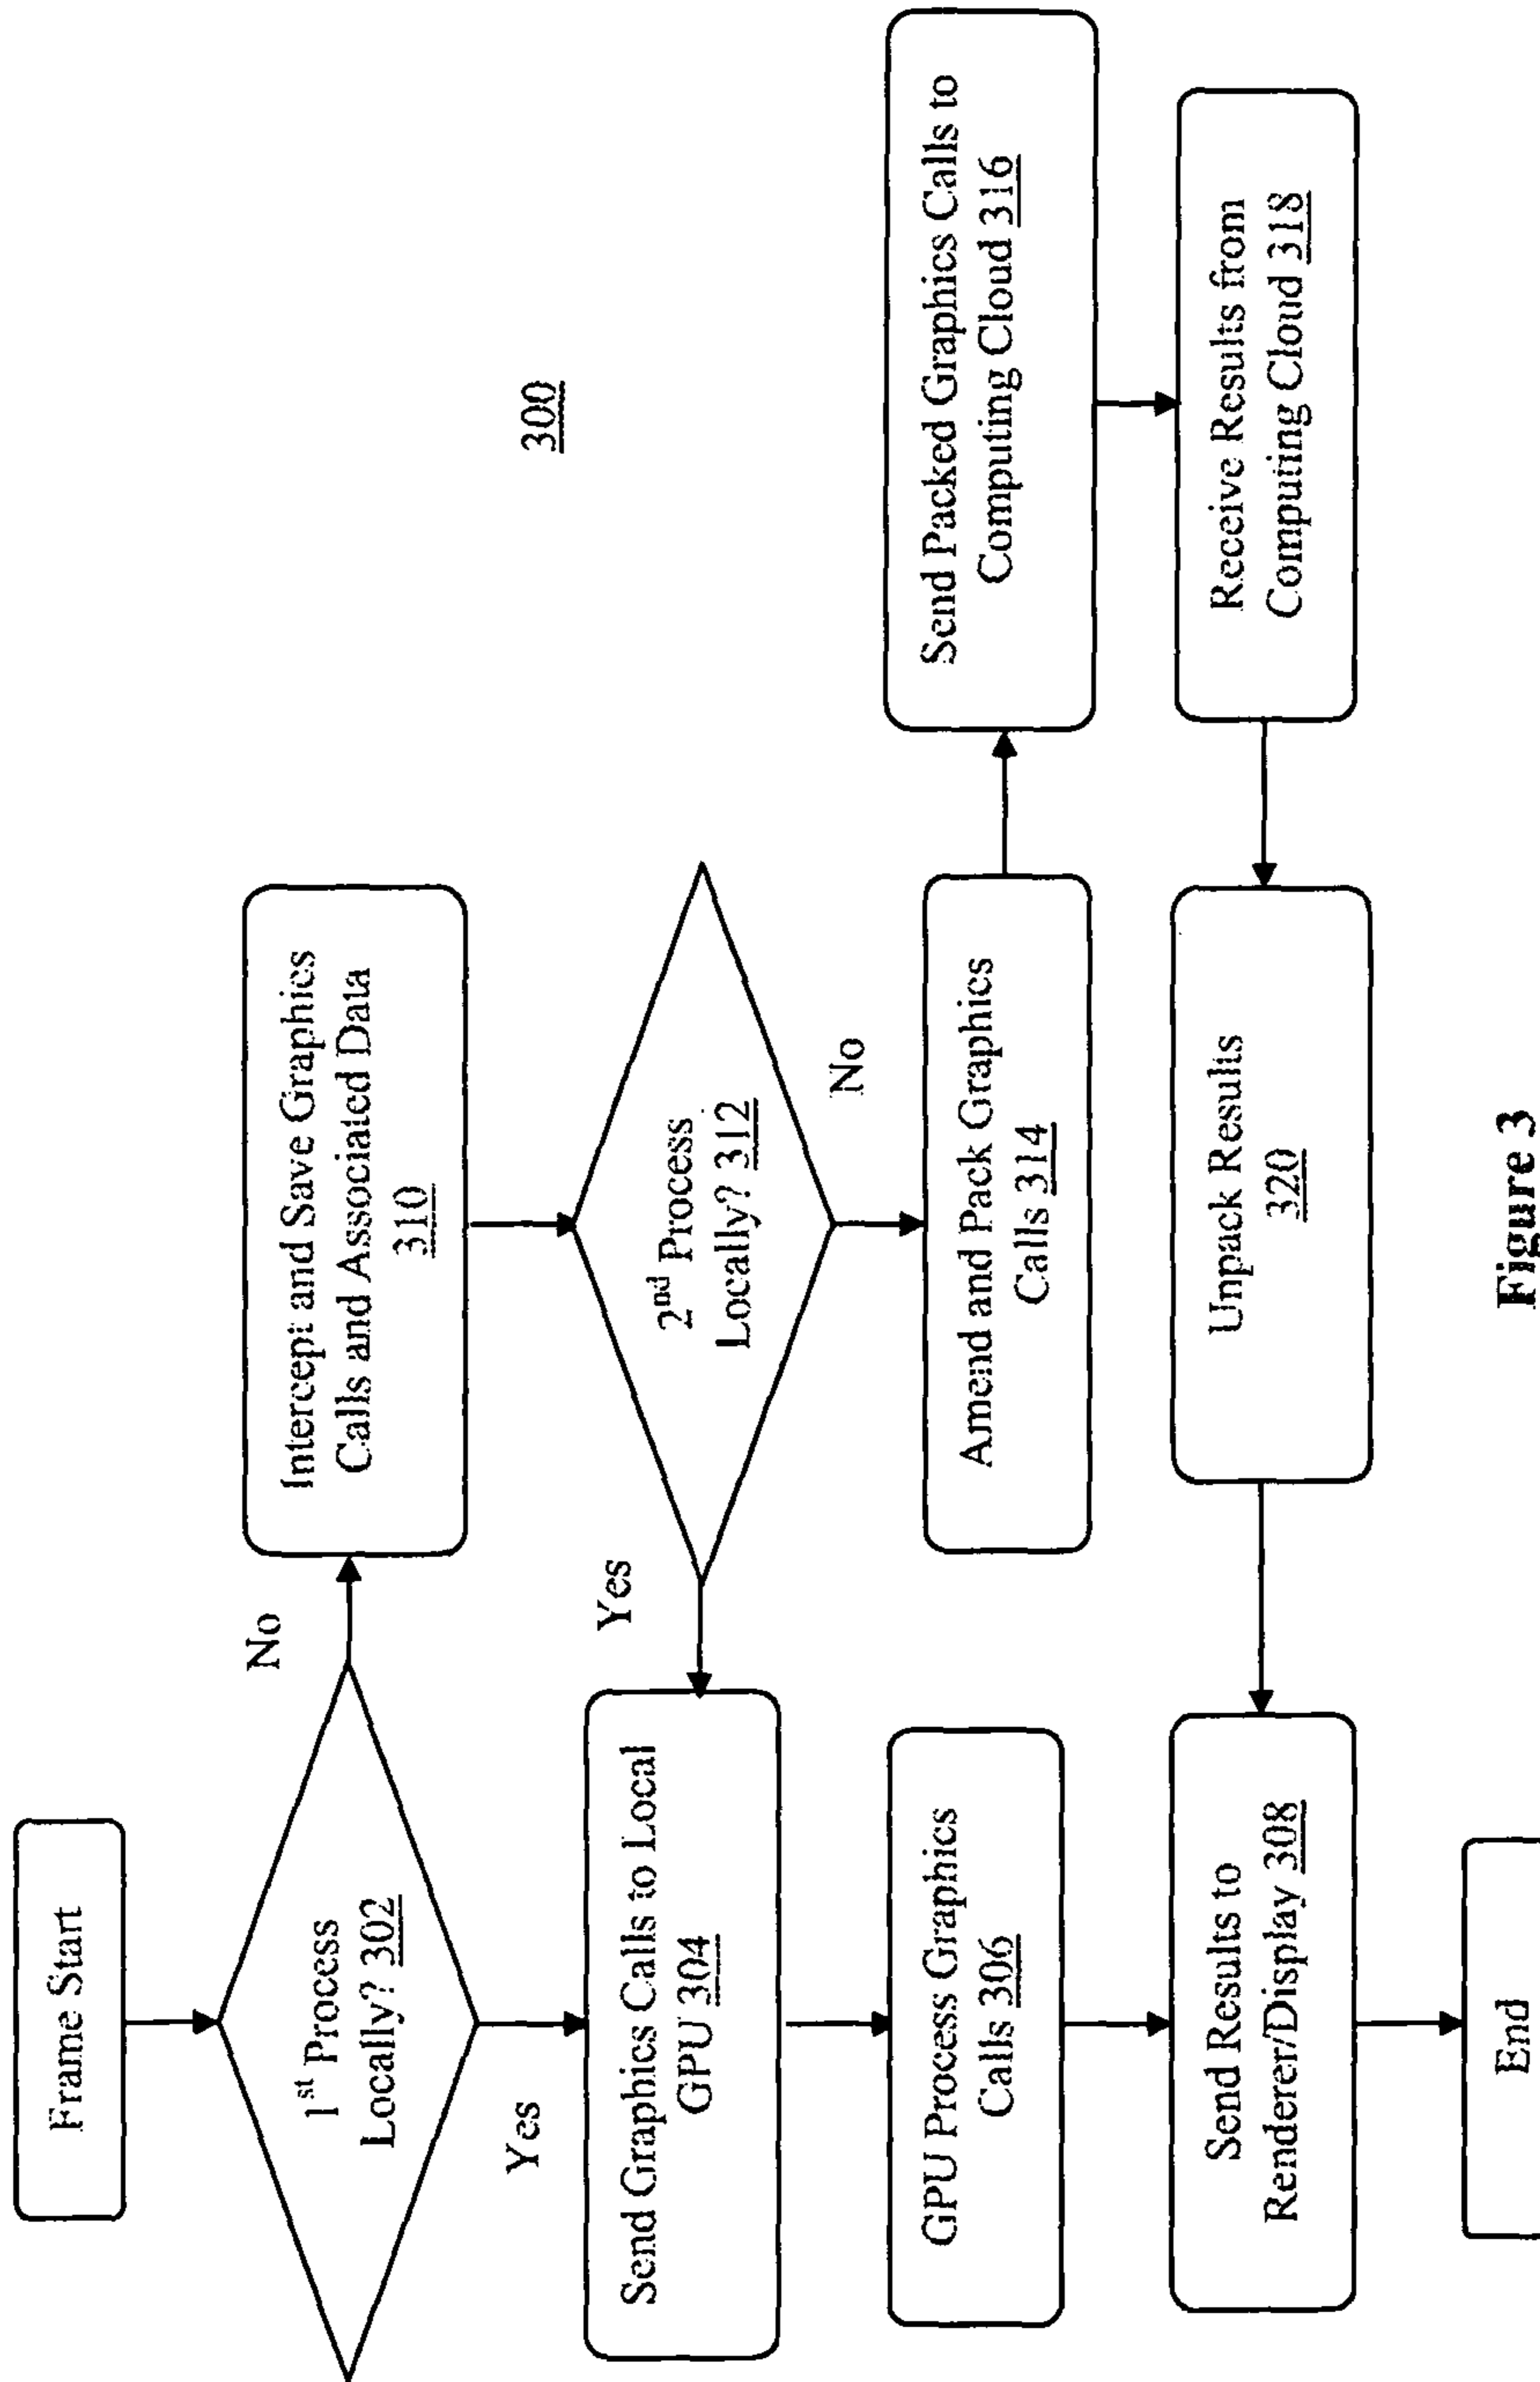 Frame Start
1st Process
Locally? 302
No
Intercept and Save Graphics
Calls and Associated Data
310
Yes
Send Graphics Calls to Local
GPU 304
Yes
2nd Process
Locally? 312
No
300
GPU Process Graphics
Calls 306
Amend and Pack Graphics
Calls 314
Send Packed Graphics Calls to
Computing Cloud 316
Send Results to
Renderer/Display 308
Unpack Results
320
Receive Results from
Computing Cloud 318
End
Figure 3